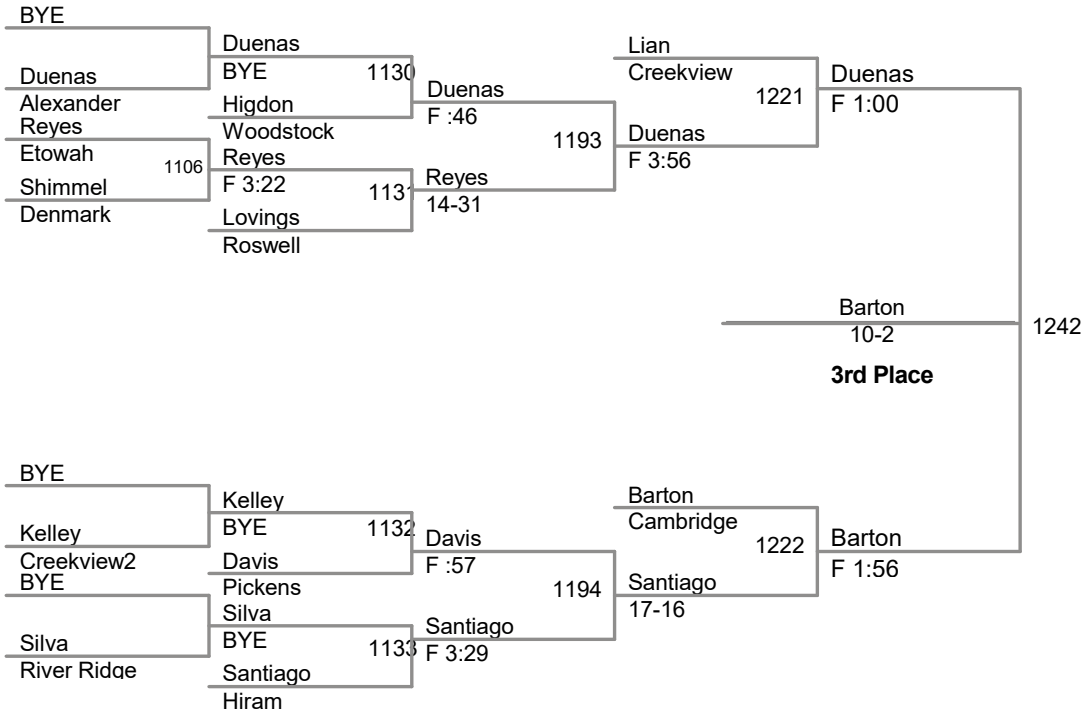 BYE
Duenas
Lian
Duenas
BYE
1130
Creekview
Duenas
Alexander
Duenas
F :46
1221
F 1:00
Higdon
Reyes
Woodstock
1193
Duenas
Etowah
1106
Reyes
F 3:56
Shimmel
F 3:22
1131
Reyes
14-31
Denmark
Lovings
Roswell
Barton
10-2
1242
3rd Place
BYE
Kelley
Barton
Kelley
BYE
1132
Cambridge
Creekview2
Davis
Davis
F :57
1222
Barton
F 1:56
BYE
Pickens
1194
Santiago
Silva
17-16
Silva
BYE
1133
Santiago
F 3:29
River Ridge
Santiago
Hiram